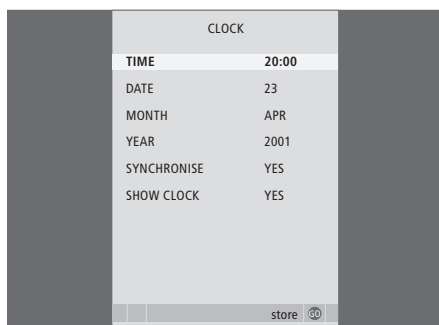 CLOCK
TIME 20:00
DATE 23
MONTH APR
YEAR 2001
SYNCHRONISE YES
SHOW CLOCK YES
store GO